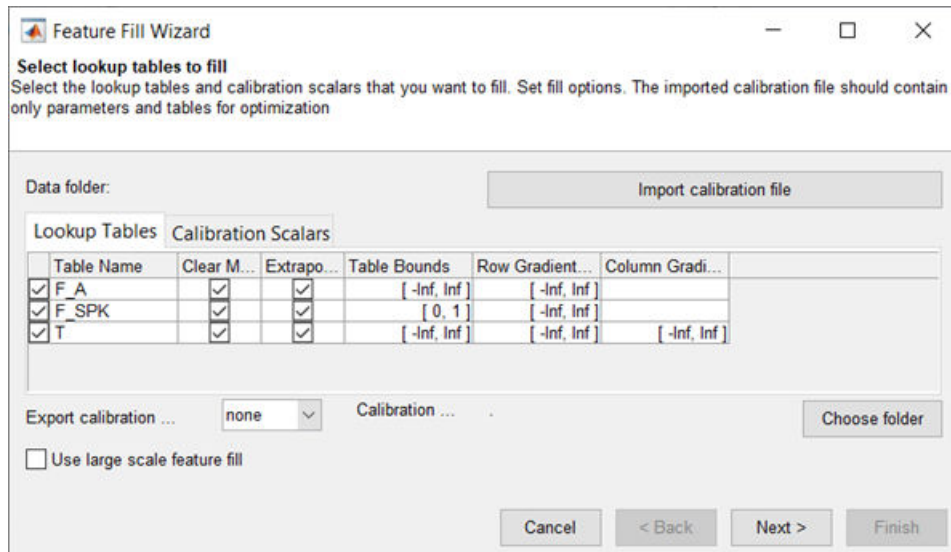 Feature Fill Wizard
Select lookup tables to fill
Select the lookup tables and calibration scalars that you want to fill. Set fill options. The imported calibration file should contain
only parameters and tables for optimization
Data folder:
Import calibration file
Lookup Tables Calibration Scalars
Table Name Clear M... Extrapo... Table Bounds Row Gradient... Column Gradi...
F_A [ -Inf, Inf ] [ -Inf, Inf ]
F_SPK [ 0, 1 ] [ -Inf, Inf ]
T [ -Inf, Inf ] [ -Inf, Inf ] [ -Inf, Inf ]
Export calibration ... none Calibration ... . Choose folder
Use large scale feature fill
Cancel < Back Next > Finish